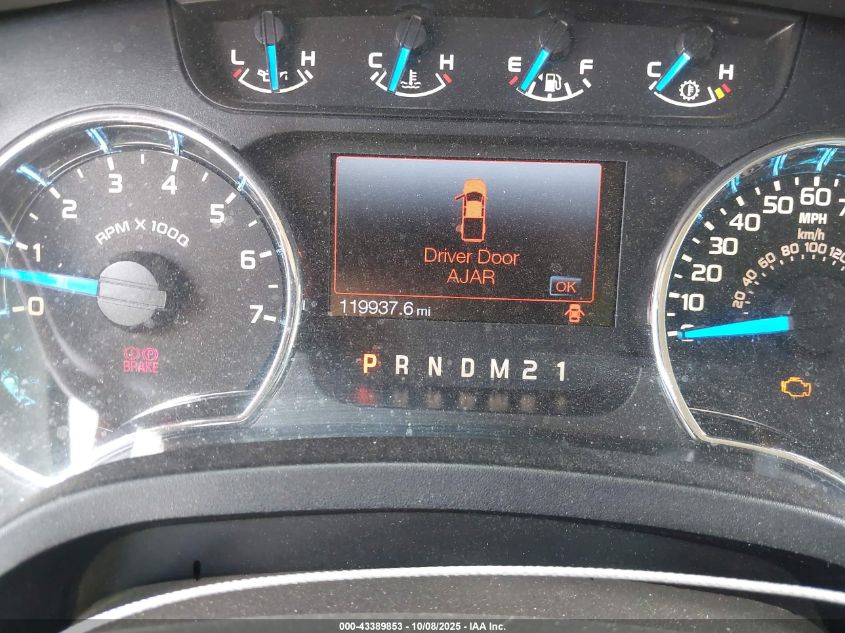 L H
C H
E F
C H
0 1 2 3 4 5 6 7
RPM X 1000
BRAKE
Driver Door
AJAR
OK
119937.6 mi
P R N D M 2 1
0 10 20 30 40 50 60
MPH
km/h
20 40 60 80 100 120
000-43389853 - 10/08/2025 - IAA Inc.